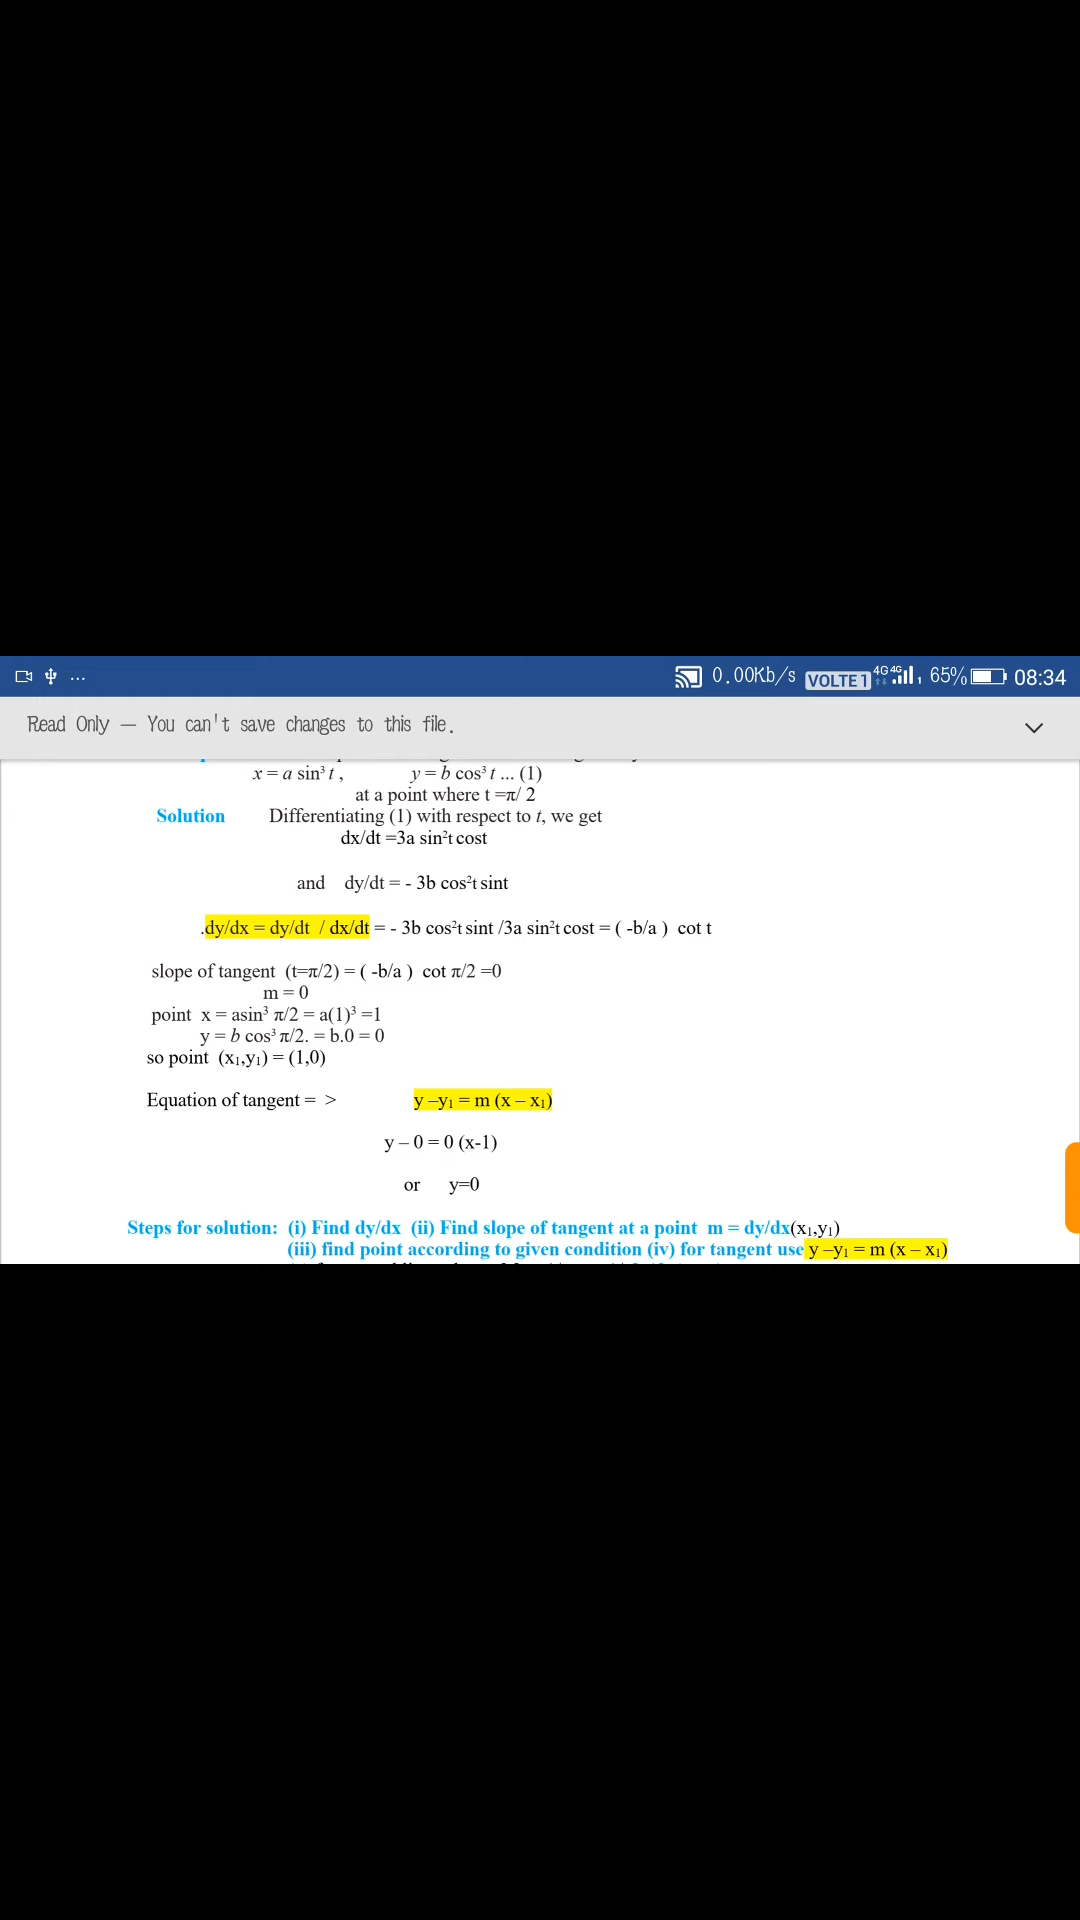 0.00Kb/s VOLTE 1 4G 4G 1 65% 08:34
Read Only — You can't save changes to this file.
x = a sin³ t , y = b cos³ t ... (1)
at a point where t =π/ 2
Solution Differentiating (1) with respect to t, we get
dx/dt =3a sin²t cost
and dy/dt = - 3b cos²t sint
.dy/dx = dy/dt / dx/dt = - 3b cos²t sint /3a sin²t cost = ( -b/a ) cot t
slope of tangent (t=π/2) = ( -b/a ) cot π/2 =0
m = 0
point x = asin³ π/2 = a(1)³ =1
y = b cos³ π/2. = b.0 = 0
so point (x₁,y₁) = (1,0)
Equation of tangent = > y –y₁ = m (x – x₁)
y – 0 = 0 (x-1)
or y=0
Steps for solution: (i) Find dy/dx (ii) Find slope of tangent at a point m = dy/dx(x₁,y₁)
(iii) find point according to given condition (iv) for tangent use y –y₁ = m (x – x₁)